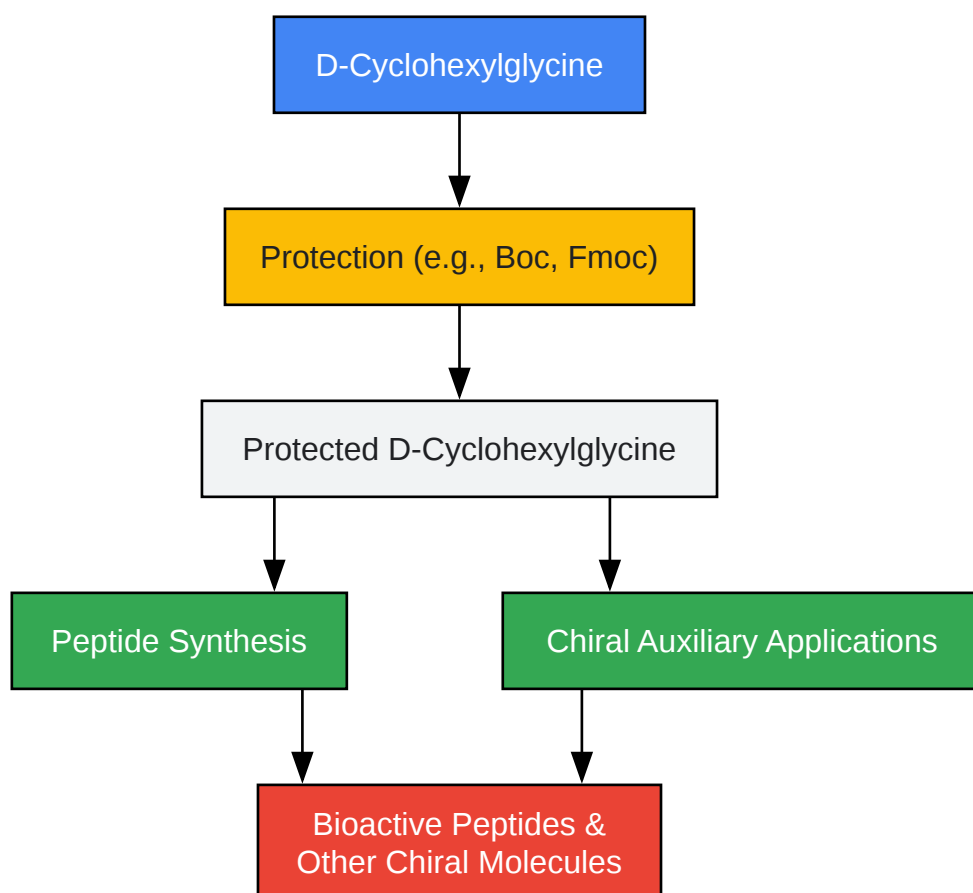 D-Cyclohexylglycine
Protection (e.g., Boc, Fmoc)
Protected D-Cyclohexylglycine
Peptide Synthesis
Chiral Auxiliary Applications
Bioactive Peptides &
Other Chiral Molecules